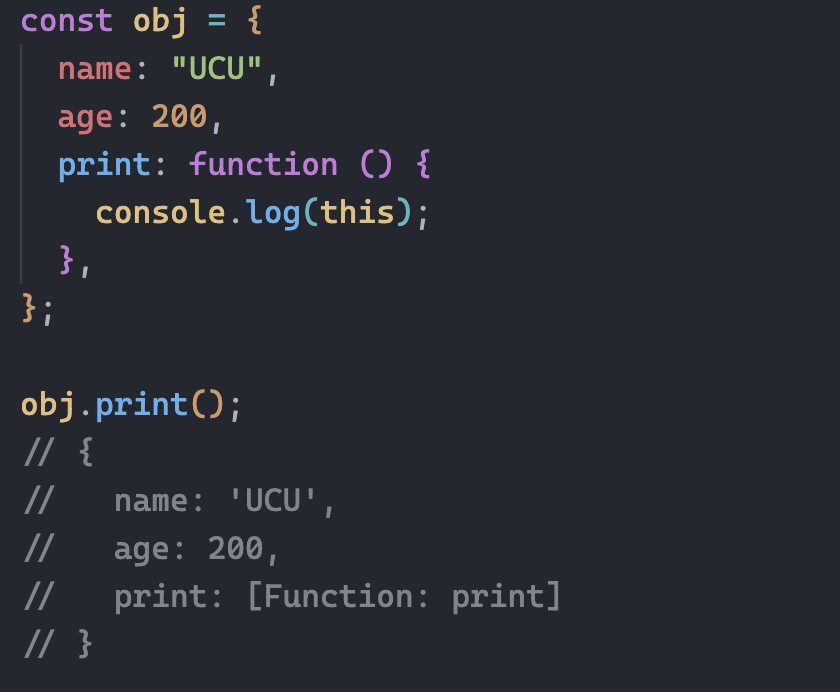 const obj = {
  name: "UCU",
  age: 200,
  print: function () {
    console.log(this);
  },
};

obj.print();
// {
//   name: 'UCU',
//   age: 200,
//   print: [Function: print]
// }